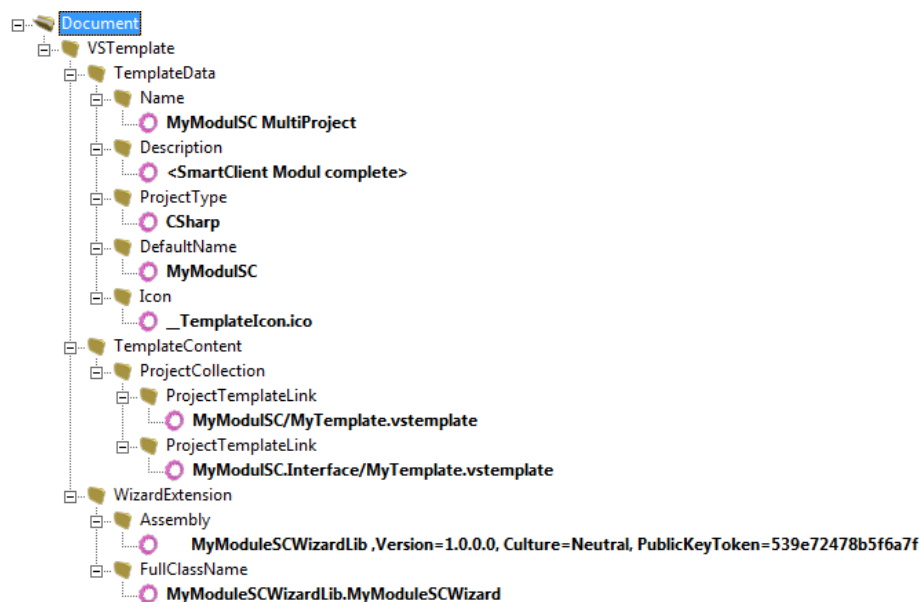 Document
VSTemplate
TemplateData
Name
MyModulSC MultiProject
Description
<SmartClient Modul complete>
ProjectType
CSharp
DefaultName
MyModulSC
Icon
__TemplateIcon.ico
TemplateContent
ProjectCollection
ProjectTemplateLink
MyModulSC/MyTemplate.vstemplate
ProjectTemplateLink
MyModulSC.Interface/MyTemplate.vstemplate
WizardExtension
Assembly
MyModuleSCWizardLib ,Version=1.0.0.0, Culture=Neutral, PublicKeyToken=539e72478b5f6a7f
FullClassName
MyModuleSCWizardLib.MyModuleSCWizard